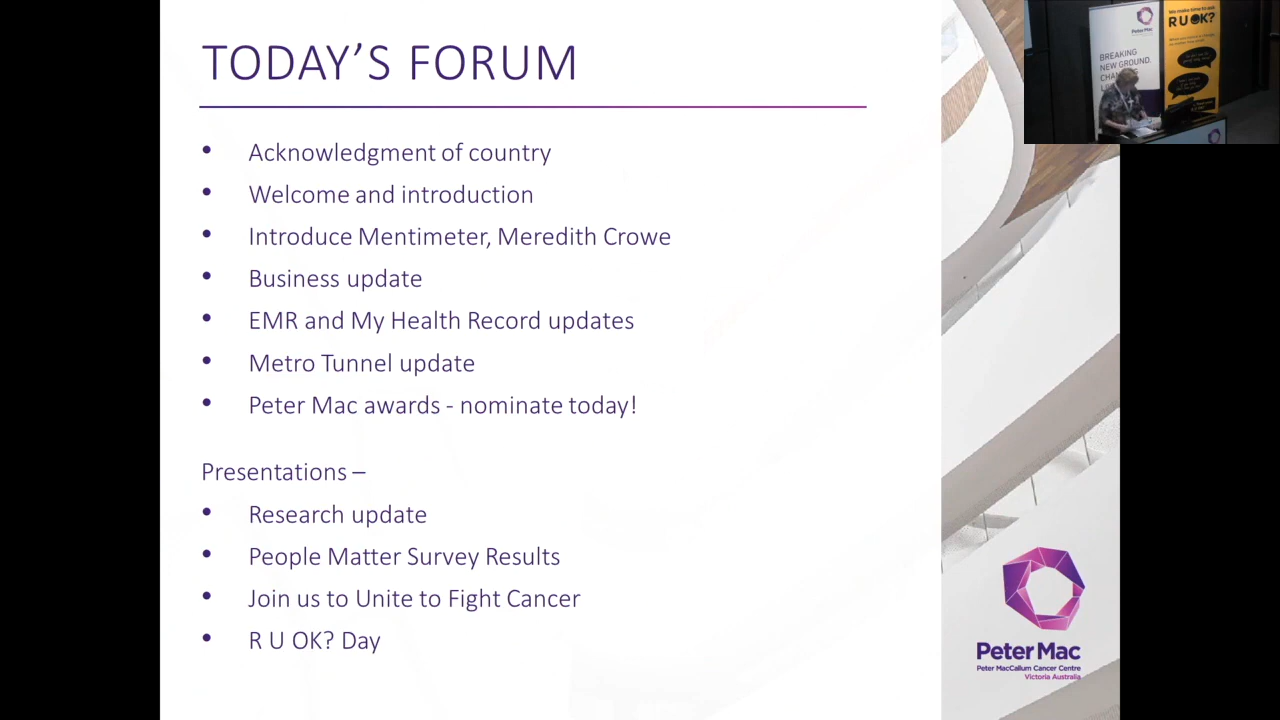 TODAY'S FORUM
• Acknowledgment of country
• Welcome and introduction
• Introduce Mentimeter, Meredith Crowe
• Business update
• EMR and My Health Record updates
• Metro Tunnel update
• Peter Mac awards - nominate today!
Presentations –
• Research update
• People Matter Survey Results
• Join us to Unite to Fight Cancer
• R U OK? Day
Peter Mac
Peter MacCallum Cancer Centre
Victoria Australia
Peter Mac
BREAKING
NEW GROUND.
R U OK?